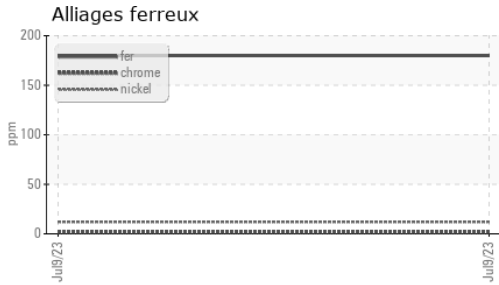 Alliages ferreux
200
150
100
50
0
ppm
fer
chrome
nickel
Jul9/23
Jul9/23